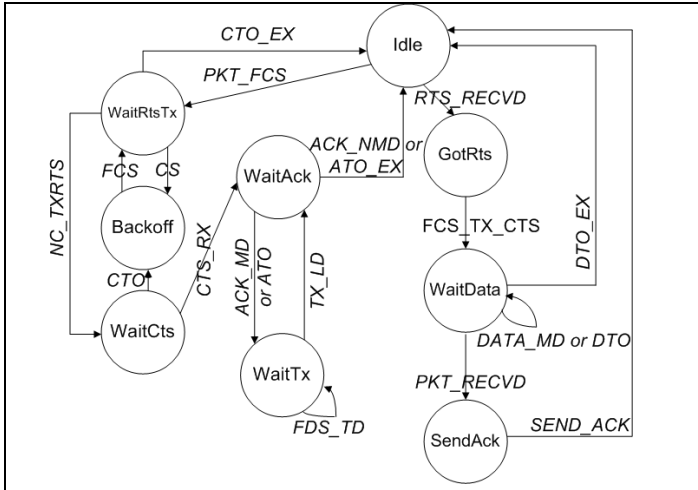 CTO_EX
Idle
PKT_FCS
RTS_RECVD
WaitRtsTx
ACK_NMD or
ATO_EX
GotRts
FCS
CS
WaitAck
NC_TXRTS
Backoff
CTS_RX
FCS_TX_CTS
DTO_EX
CTO
ACK_MD
or ATO
TX_LD
WaitData
WaitCts
DATA_MD or DTO
WaitTx
PKT_RECVD
FDS_TD
SEND_ACK
SendAck